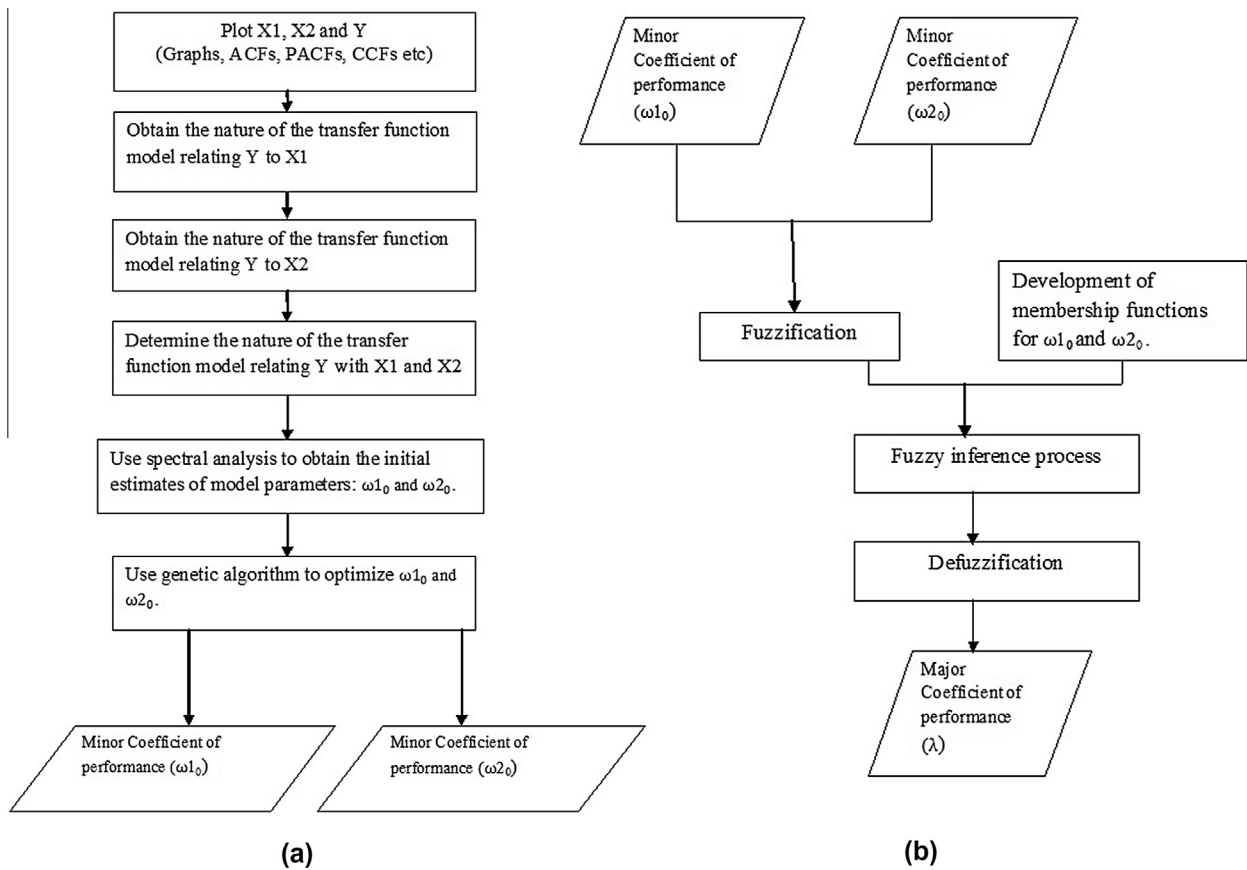 Plot X1, X2 and Y
(Graphs, ACFs, PACFs, CCFs etc)
Obtain the nature of the transfer function
model relating Y to X1
Obtain the nature of the transfer function
model relating Y to X2
Determine the nature of the transfer
function model relating Y with X1 and X2
Use spectral analysis to obtain the initial
estimates of model parameters: ω1₀ and ω2₀.
Use genetic algorithm to optimize ω1₀ and
ω2₀.
Minor Coefficient of
performance (ω1₀)
Minor Coefficient of
performance (ω2₀)
(a)
Minor
Coefficient of
performance
(ω1₀)
Minor
Coefficient of
performance
(ω2₀)
Fuzzification
Development of
membership functions
for ω1₀ and ω2₀.
Fuzzy inference process
Defuzzification
Major
Coefficient of
performance
(λ)
(b)